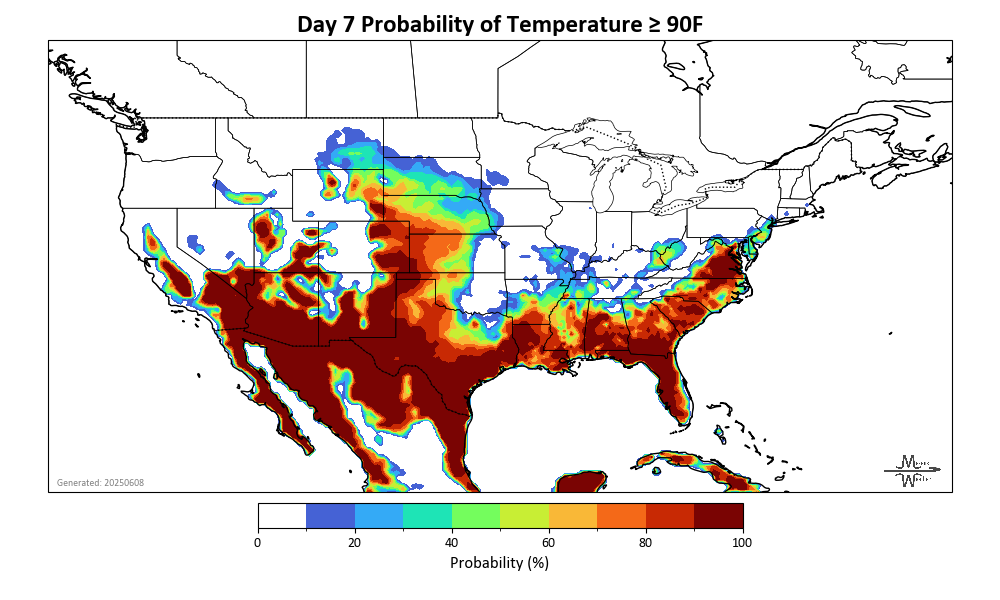 Day 7 Probability of Temperature ≥ 90F
Generated: 20250608
0 20 40 60 80 100
Probability (%)